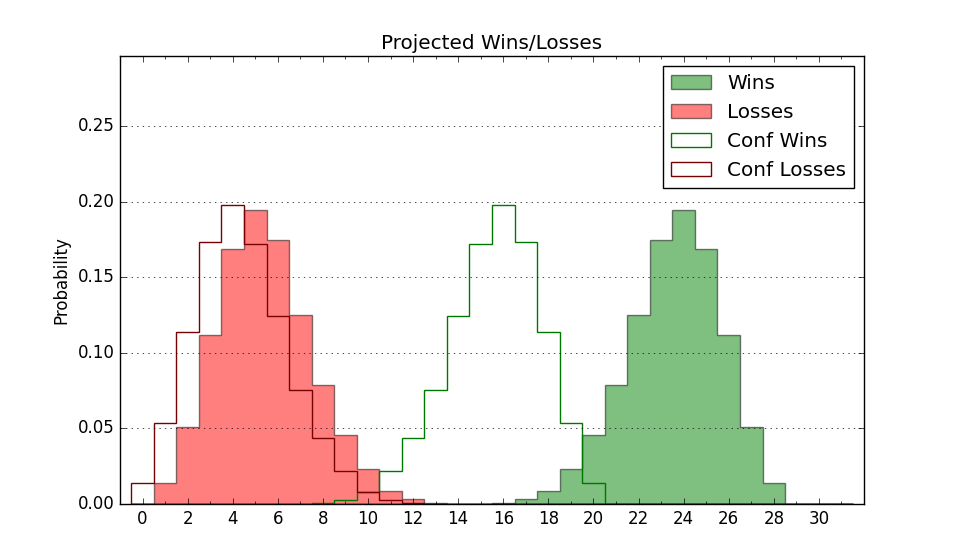 Projected Wins/Losses
Wins
Losses
Conf Wins
Conf Losses
Probability
0.25
0.20
0.15
0.10
0.05
0.00
0 2 4 6 8 10 12 14 16 18 20 22 24 26 28 30